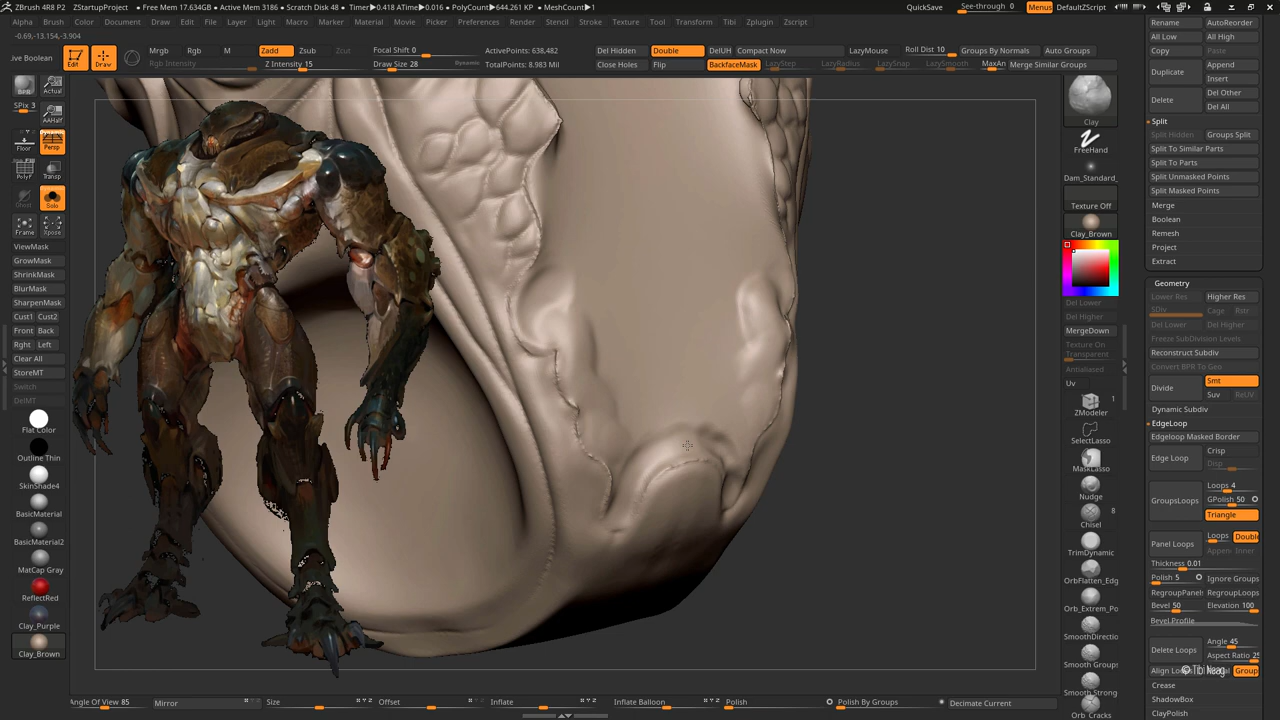 ZBrush 4R8 P2 ZStartupProject • Free Mem 17.634GB • Active Mem 3186 • Scratch Disk 48 • Timer▶0.418 ATime▶0.016 • PolyCount▶644.261 KP • MeshCount▶1 QuickSave See-through 0 Menus DefaultZScript
Alpha Brush Color Document Draw Edit File Layer Light Macro Marker Material Movie Picker Preferences Render Stencil Stroke Texture Tool Transform Tibi Zplugin Zscript
-0.69,-13.154,-3.904
ive Boolean Edit Draw Mrgb Rgb M Zadd Zsub Zcut Focal Shift 0 ActivePoints: 638,482 Del Hidden Double DelUH Compact Now LazyMouse Roll Dist 10 Groups By Normals Auto Groups
Rgb Intensity Z Intensity 15 Draw Size 28 Dynamic TotalPoints: 8.983 Mil Close Holes Flip BackfaceMask LazyStep LazyRadius LazySnap LazySmooth MaxAn Merge Similar Groups
BPR Actual
SPix 3 AAHalf
Dynamic
Floor Persp
PolyF Transp
Ghost Solo
Frame Xpose
ViewMask
GrowMask
ShrinkMask
BlurMask
SharpenMask
Cust1 Cust2
Front Back
Rght Left
Clear All
StoreMT
Switch
DelMT
Flat Color
Outline Thin
SkinShade4
BasicMaterial
BasicMaterial2
MatCap Gray
ReflectRed
Clay_Purple
Clay_Brown
Clay
FreeHand
Dam_Standard_
Texture Off
Clay_Brown
Del Lower
Del Higher
MergeDown
Texture On
Transparent
Antialiased
Uv
1
ZModeler
SelectLasso
MaskLasso
Nudge
8
Chisel
TrimDynamic
OrbFlatten_Edg
Orb_Extrem_Po
SmoothDirectio
Smooth Groups
Smooth_Strong
Orb_Cracks
Rename AutoReorder
All Low All High
Copy Paste
Duplicate Append
Insert
Delete Del Other
Del All
Split
Split Hidden Groups Split
Split To Similar Parts
Split To Parts
Split Unmasked Points
Split Masked Points
Merge
Boolean
Remesh
Project
Extract
Geometry
Lower Res Higher Res
SDiv Cage Rstr
Del Lower Del Higher
Freeze SubDivision Levels
Reconstruct Subdiv
Convert BPR To Geo
Divide Smt
Suv ReUV
Dynamic Subdiv
EdgeLoop
Edgeloop Masked Border
Edge Loop Crisp
Disp
GroupsLoops Loops 4
GPolish 50
Triangle
Panel Loops Loops Double
Append Inner
Thickness 0.01
Polish 5 Ignore Groups
RegroupPanels RegroupLoops
Bevel 50 Elevation 100
Bevel Profile
Delete Loops Angle 45
Aspect Ratio 25
Align Loops Group
© Tibi Neag
Crease
ShadowBox
ClayPolish
Angle Of View 85 Mirror Size Offset Inflate Inflate Balloon Polish Polish By Groups Decimate Current